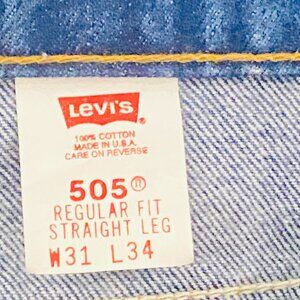 Levi's®
100% COTTON
MADE IN U.S.A.
CARE ON REVERSE
505
REGULAR FIT
STRAIGHT LEG
W31 L34